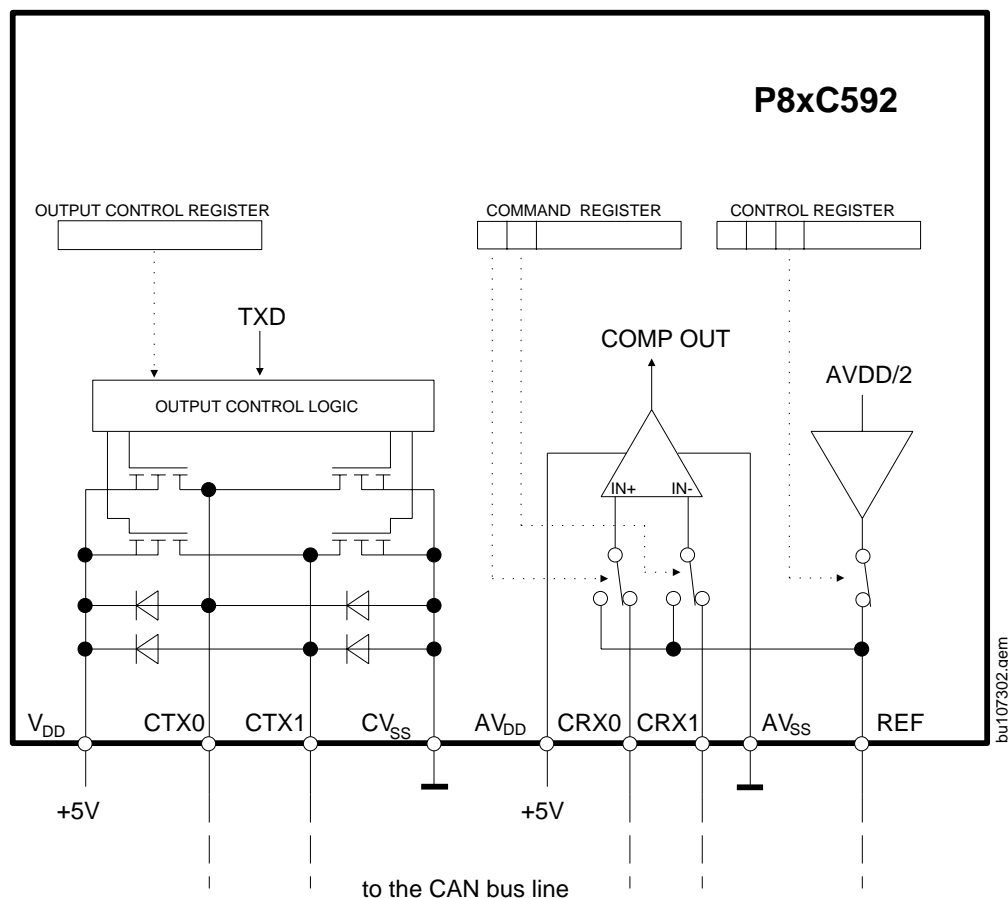 P8xC592
OUTPUT CONTROL REGISTER
COMMAND REGISTER
CONTROL REGISTER
TXD
COMP OUT
AVDD/2
OUTPUT CONTROL LOGIC
IN+ IN-
VDD CTX0 CTX1 CVSS AVDD CRX0 CRX1 AVSS REF
+5V +5V
to the CAN bus line
bu107302.gem